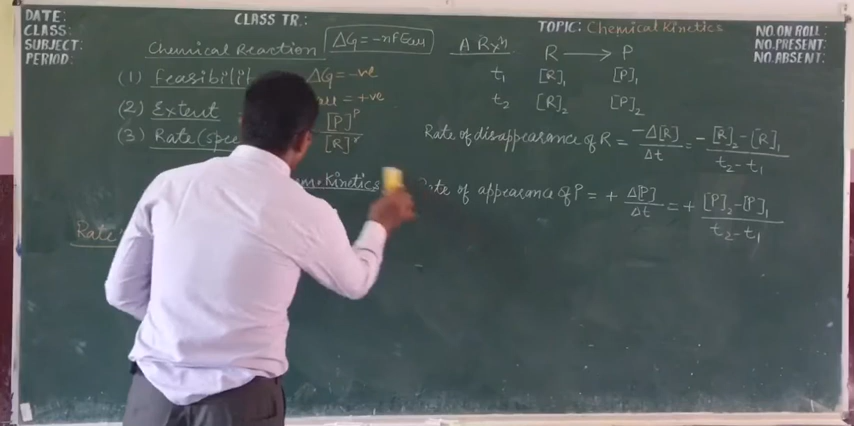 DATE:
CLASS:
SUBJECT:
PERIOD:
CLASS TR.:
TOPIC: Chemical Kinetics
NO.ON ROLL:
NO.PRESENT:
NO.ABSENT:
Chemical Reaction
ΔG = -nFEcell
(1) Feasibilit
ΔG = -ve
= +ve
(2) Extent
[P]^p
[R]^r
(3) Rate (spee
m. Kinetics
Rate
A Rxⁿ R ⟶ P
t₁ [R]₁ [P]₁
t₂ [R]₂ [P]₂
Rate of disappearance of R = -Δ[R]/Δt = - [R]₂-[R]₁ / t₂-t₁
of appearance of P = + Δ[P]/Δt = + [P]₂-[P]₁ / t₂-t₁